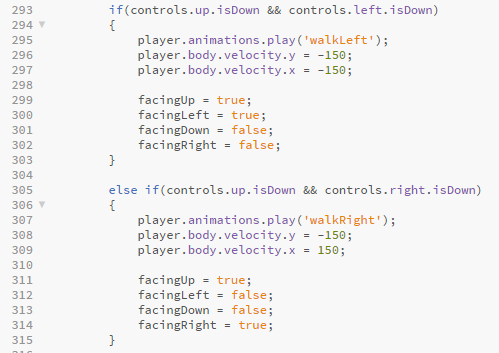 293 if(controls.up.isDown && controls.left.isDown)
294 {
295 player.animations.play('walkLeft');
296 player.body.velocity.y = -150;
297 player.body.velocity.x = -150;
298
299 facingUp = true;
300 facingLeft = true;
301 facingDown = false;
302 facingRight = false;
303 }
304
305 else if(controls.up.isDown && controls.right.isDown)
306 {
307 player.animations.play('walkRight');
308 player.body.velocity.y = -150;
309 player.body.velocity.x = 150;
310
311 facingUp = true;
312 facingLeft = false;
313 facingDown = false;
314 facingRight = true;
315 }